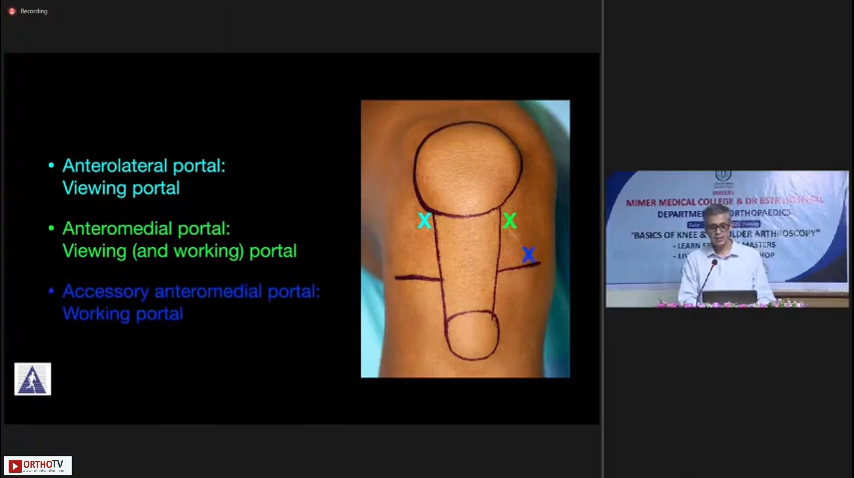 Recording
• Anterolateral portal:
Viewing portal
• Anteromedial portal:
Viewing (and working) portal
• Accessory anteromedial portal:
Working portal
X
X
X
MIMER MEDICAL COLLEGE & DR BSTR HOSPITAL
DEPARTMENT ORTHOPAEDICS
"BASICS OF KNEE & SHOULDER ARTHROSCOPY"
ORTHOTV